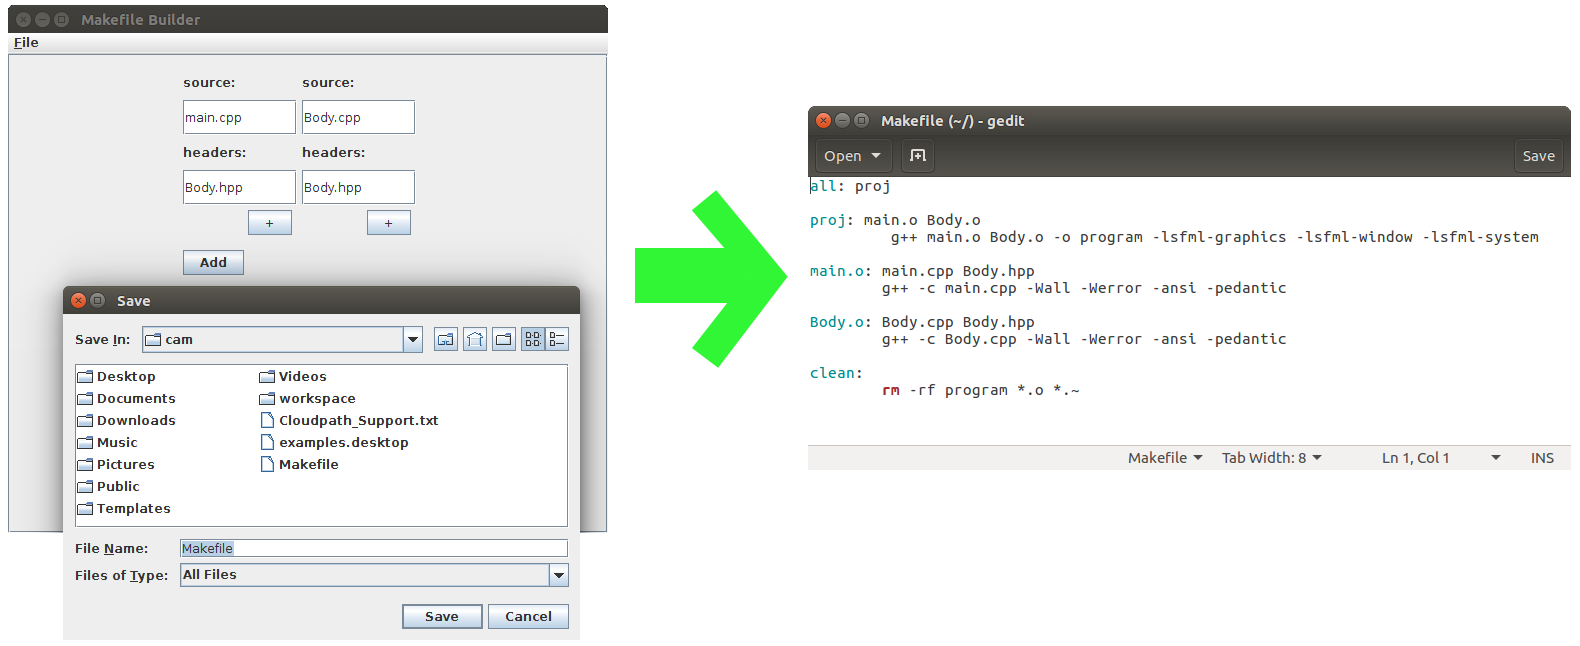 Makefile Builder
File
source: source:
main.cpp Body.cpp
headers: headers:
Body.hpp Body.hpp
+ +
Add
Save
Save In: cam
Desktop Videos
Documents workspace
Downloads Cloudpath_Support.txt
Music examples.desktop
Pictures Makefile
Public
Templates
File Name: Makefile
Files of Type: All Files
Save Cancel
Makefile (~/) - gedit
Open Save
all: proj
proj: main.o Body.o
g++ main.o Body.o -o program -lsfml-graphics -lsfml-window -lsfml-system
main.o: main.cpp Body.hpp
g++ -c main.cpp -Wall -Werror -ansi -pedantic
Body.o: Body.cpp Body.hpp
g++ -c Body.cpp -Wall -Werror -ansi -pedantic
clean:
rm -rf program *.o *.~
Makefile Tab Width: 8 Ln 1, Col 1 INS